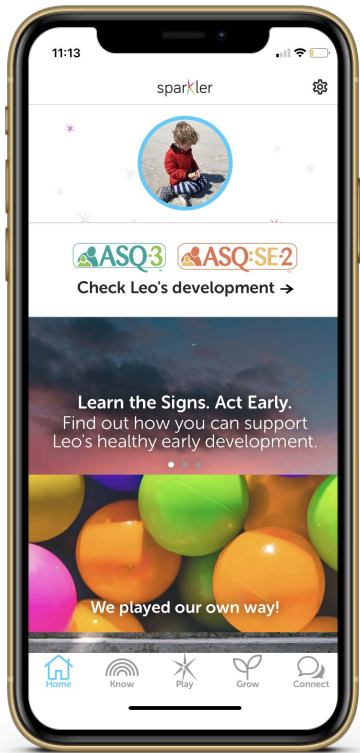 11:13
sparkler
ASQ:3
ASQ:SE-2
Check Leo's development →
Learn the Signs. Act Early.
Find out how you can support
Leo's healthy early development.
We played our own way!
Home Know Play Grow Connect